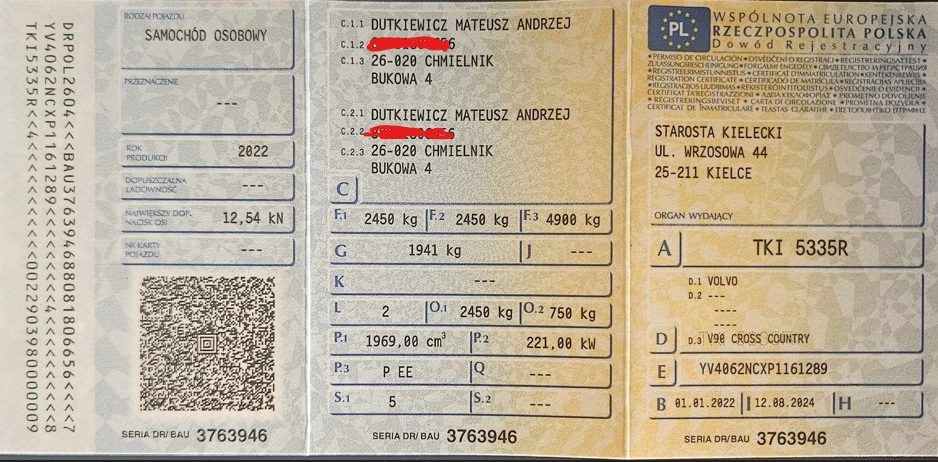 YV4062NCXP1161289<<<<<<<<4<<<<<8
TKI5335R<<4<<<<<<<<0022903980000009
RODZAJ POJAZDU
SAMOCHÓD OSOBOWY
PRZEZNACZENIE
---
ROK PRODUKCJI 2022
DOPUSZCZALNA ŁADOWNOŚĆ ---
NAJWIĘKSZY DOP. NACISK OSI 12,54 kN
NR KARTY POJAZDU ---
SERIA DR/ BAU 3763946
C.1.1 DUTKIEWICZ MATEUSZ ANDRZEJ
C.1.2
C.1.3 26-020 CHMIELNIK
BUKOWA 4
C.2.1 DUTKIEWICZ MATEUSZ ANDRZEJ
C.2.2
C.2.3 26-020 CHMIELNIK
BUKOWA 4
C
F.1 2450 kg F.2 2450 kg F.3 4900 kg
G 1941 kg J ---
K ---
L 2 O.1 2450 kg O.2 750 kg
P.1 1969,00 cm³ P.2 221,00 kW
P.3 P EE Q ---
S.1 5 S.2 ---
SERIA DR/ BAU 3763946
PL
WSPÓLNOTA EUROPEJSKA
RZECZPOSPOLITA POLSKA
Dowód Rejestracyjny
STAROSTA KIELECKI
UL. WRZOSOWA 44
25-211 KIELCE
ORGAN WYDAJĄCY
A TKI 5335R
D.1 VOLVO
D.2 ---
----
----
D D.3 V90 CROSS COUNTRY
E YV4062NCXP1161289
B 01.01.2022 I 12.08.2024 H ---
SERIA DR/ BAU 3763946